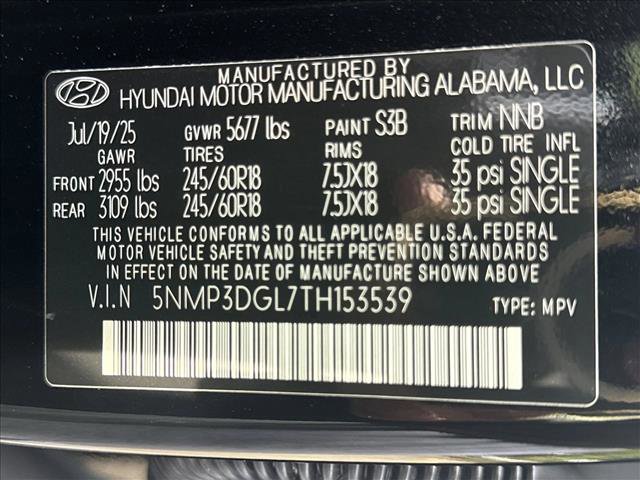 MANUFACTURED BY
HYUNDAI MOTOR MANUFACTURING ALABAMA, LLC
Jul/19/25 GVWR 5677 lbs PAINT S3B TRIM NNB
GAWR TIRES RIMS COLD TIRE INFL
FRONT 2955 lbs 245/60R18 7.5JX18 35 psi SINGLE
REAR 3109 lbs 245/60R18 7.5JX18 35 psi SINGLE
THIS VEHICLE CONFORMS TO ALL APPLICABLE U.S.A. FEDERAL
MOTOR VEHICLE SAFETY AND THEFT PREVENTION STANDARDS
IN EFFECT ON THE DATE OF MANUFACTURE SHOWN ABOVE.
V.I.N 5NMP3DGL7TH153539 TYPE: MPV